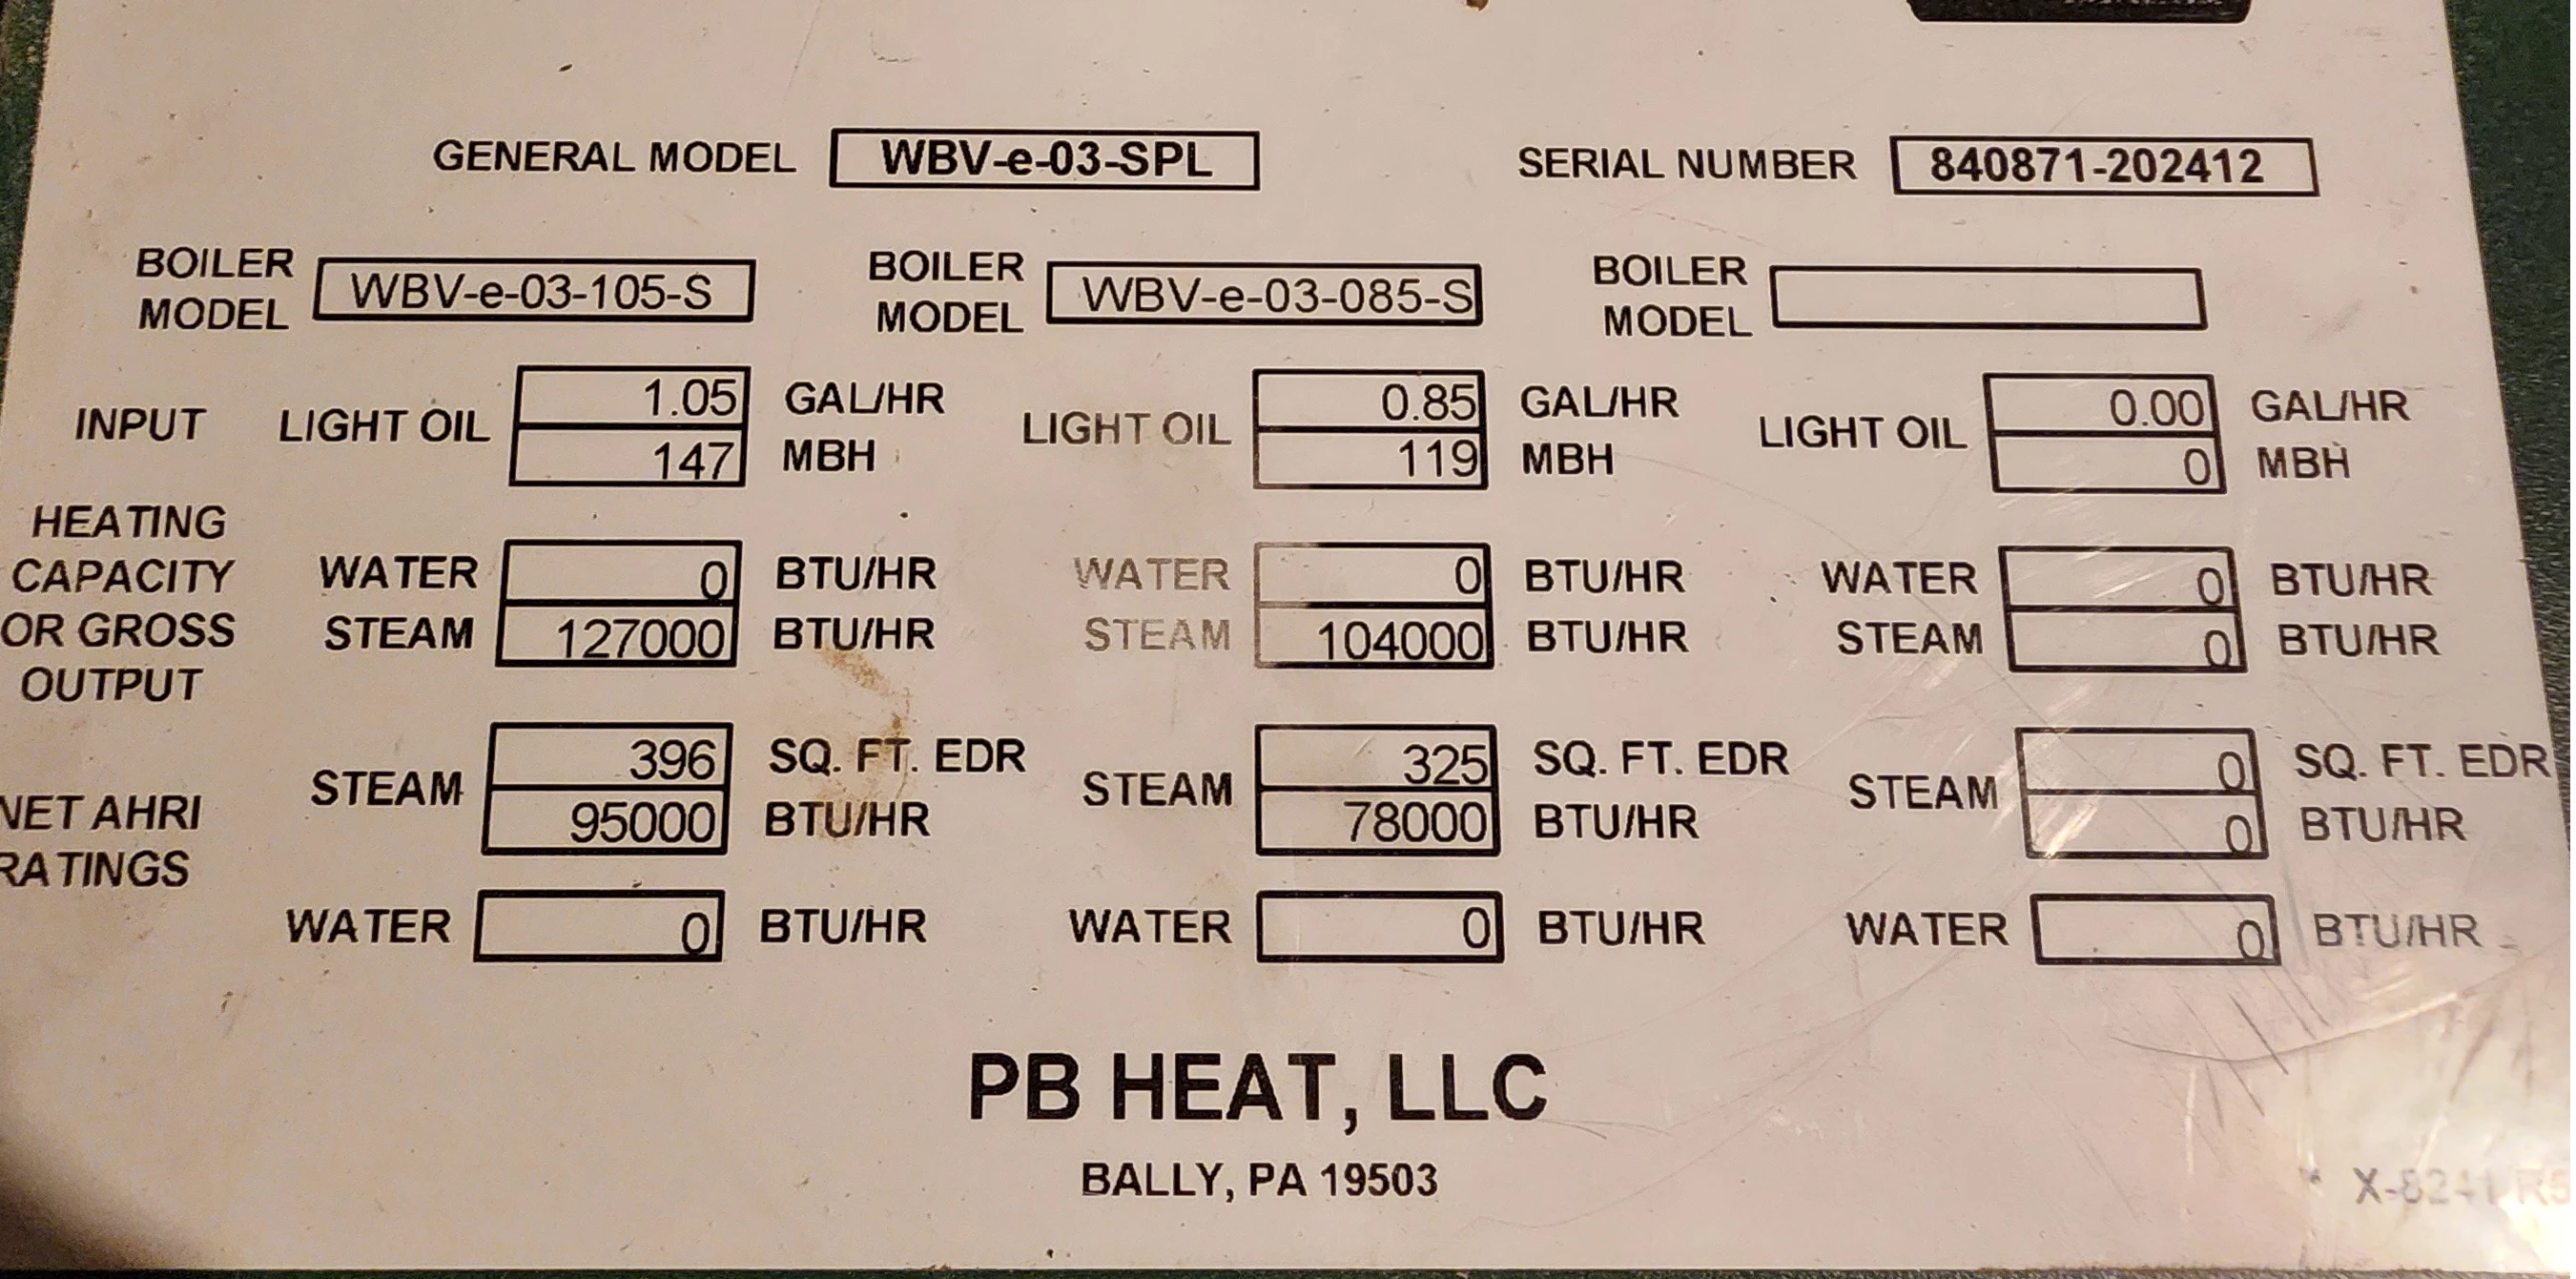 GENERAL MODEL WBV-e-03-SPL SERIAL NUMBER 840871-202412
BOILER MODEL WBV-e-03-105-S BOILER MODEL WBV-e-03-085-S BOILER MODEL
INPUT LIGHT OIL 1.05 GAL/HR LIGHT OIL 0.85 GAL/HR LIGHT OIL 0.00 GAL/HR
147 MBH 119 MBH 0 MBH
HEATING
CAPACITY WATER 0 BTU/HR WATER 0 BTU/HR WATER 0 BTU/HR
OR GROSS STEAM 127000 BTU/HR STEAM 104000 BTU/HR STEAM 0 BTU/HR
OUTPUT
STEAM 396 SQ. FT. EDR STEAM 325 SQ. FT. EDR STEAM 0 SQ. FT. EDR
NET AHRI 95000 BTU/HR 78000 BTU/HR 0 BTU/HR
RATINGS
WATER 0 BTU/HR WATER 0 BTU/HR WATER 0 BTU/HR
PB HEAT, LLC
BALLY, PA 19503